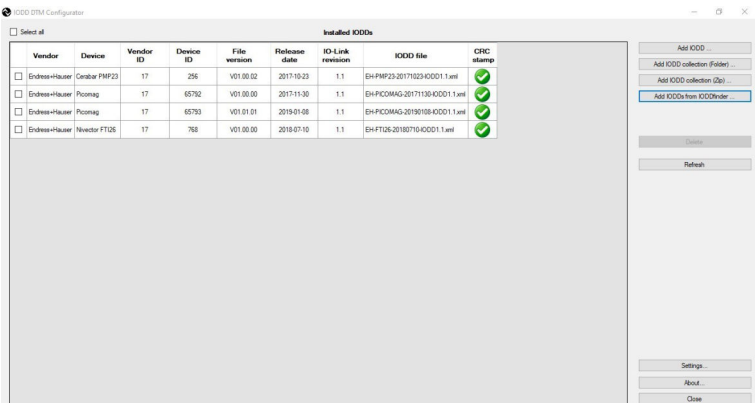 IODD DTM Configurator
Select all
Installed IODDs
Vendor Device Vendor ID Device ID File version Release date IO-Link revision IODD file CRC stamp
Endress+Hauser Cerabar PMP23 17 256 V01.00.02 2017-10-23 1.1 EH-PMP23-20171023-IODD1.1.xml
Endress+Hauser Picomag 17 65792 V01.00.00 2017-11-30 1.1 EH-PICOMAG-20171130-IODD1.1.xml
Endress+Hauser Picomag 17 65793 V01.01.01 2019-01-08 1.1 EH-PICOMAG-20190108-IODD1.1.xml
Endress+Hauser Nivector FTI26 17 768 V01.00.00 2018-07-10 1.1 EH-FTI26-20180710-IODD1.1.xml
Add IODD ...
Add IODD collection (Folder) ...
Add IODD collection (Zip) ...
Add IODDs from IODDfinder ...
Delete
Refresh
Settings...
About...
Close